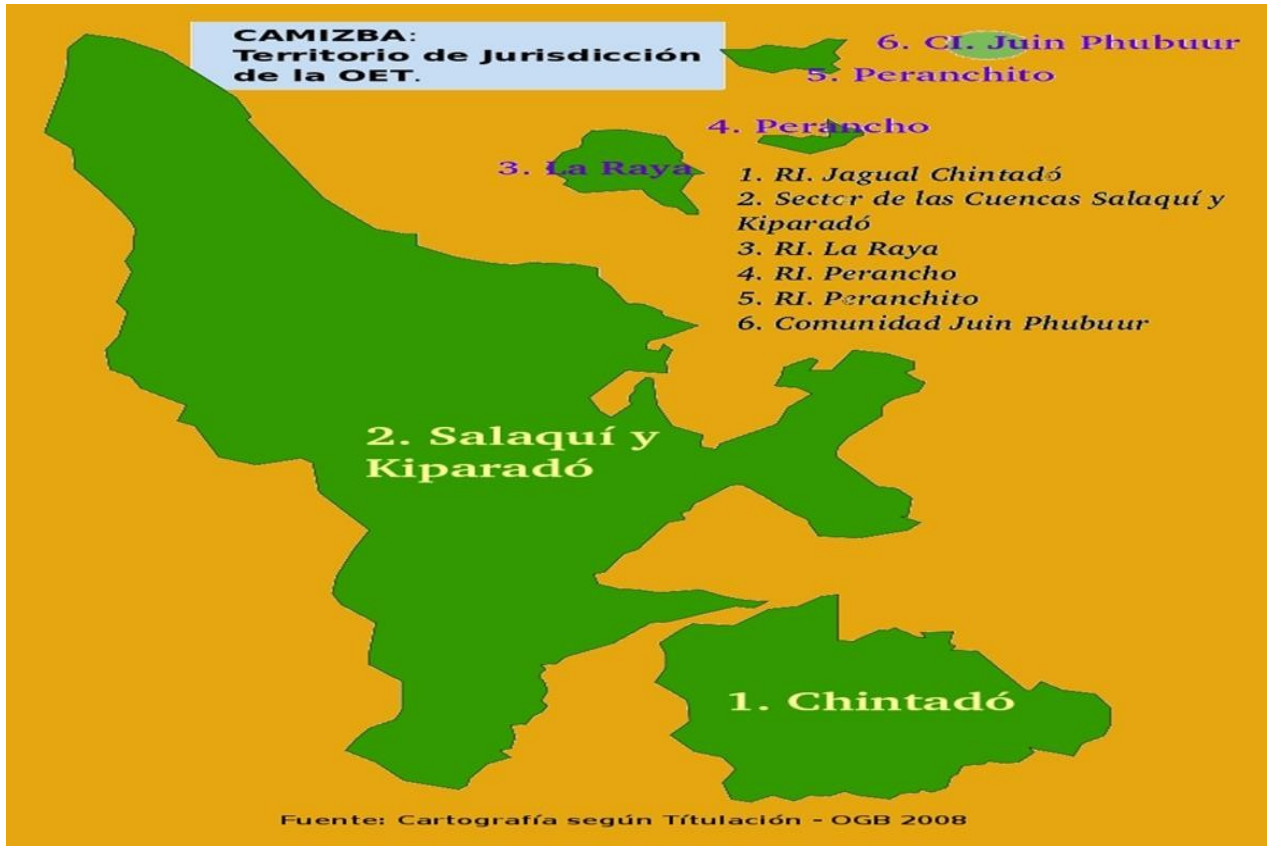 CAMIZBA:
Territorio de Jurisdicción
de la OET.
6. CI. Juin Phubuur
5. Peranchito
4. Perancho
3. La Raya
1. RI. Jagual Chintadó
2. Sector de las Cuencas Salaquí y
Kiparadó
3. RI. La Raya
4. RI. Perancho
5. RI. Peranchito
6. Comunidad Juin Phubuur
2. Salaquí y
Kiparadó
1. Chintadó
Fuente: Cartografía según Títulación - OGB 2008